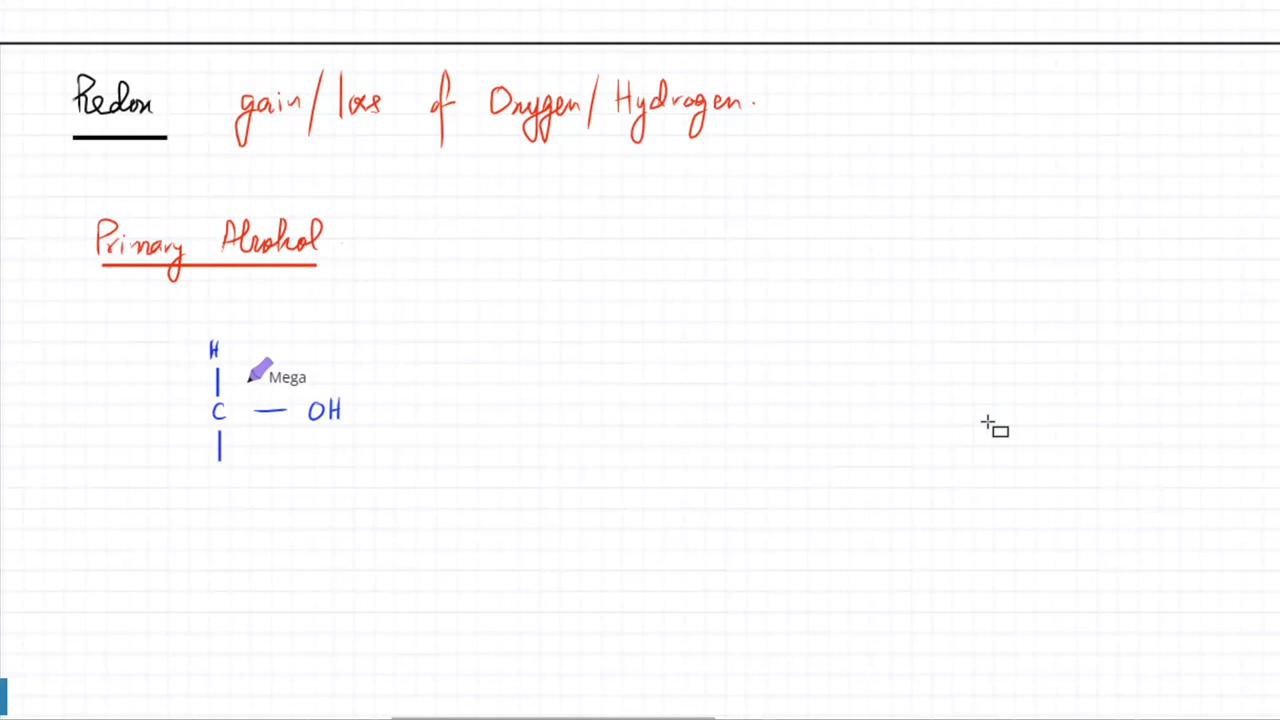 Redox gain/loss of Oxygen/Hydrogen.
Primary Alcohol
H
Mega
C — OH